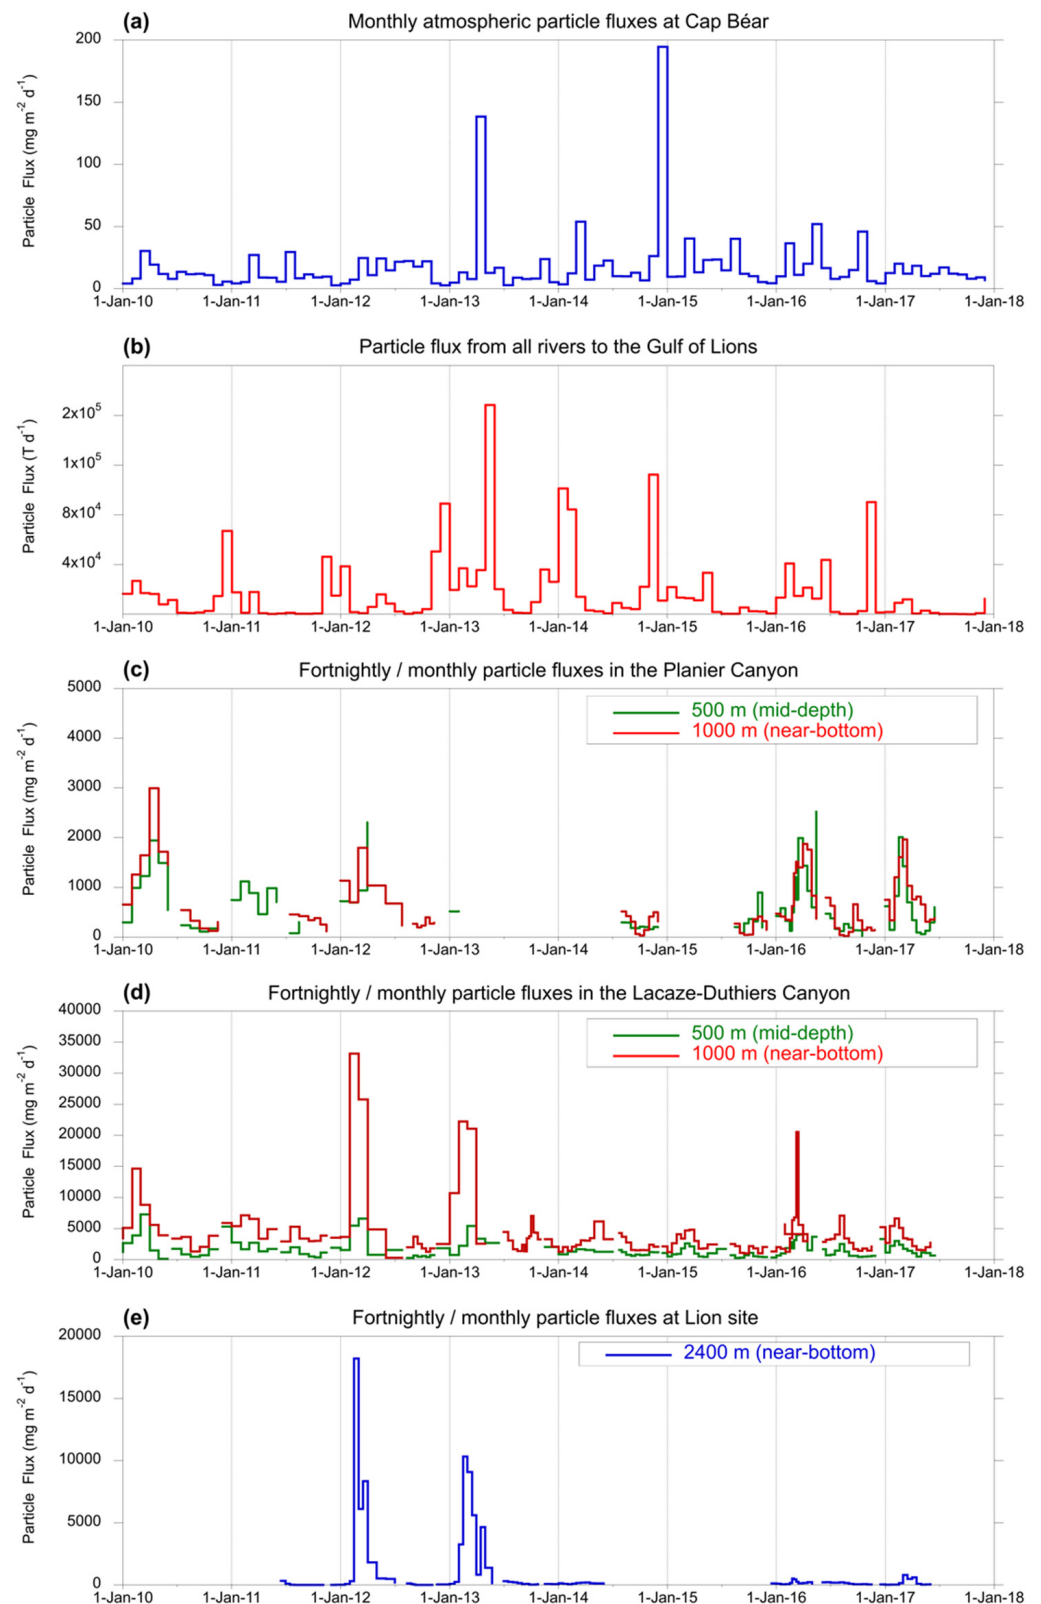 (a) Monthly atmospheric particle fluxes at Cap Béar
Particle Flux (mg m⁻² d⁻¹)
200
150
100
50
0
1-Jan-10 1-Jan-11 1-Jan-12 1-Jan-13 1-Jan-14 1-Jan-15 1-Jan-16 1-Jan-17 1-Jan-18
(b) Particle flux from all rivers to the Gulf of Lions
Particle Flux (T d⁻¹)
2x10⁵
1x10⁵
8x10⁴
4x10⁴
1-Jan-10 1-Jan-11 1-Jan-12 1-Jan-13 1-Jan-14 1-Jan-15 1-Jan-16 1-Jan-17 1-Jan-18
(c) Fortnightly / monthly particle fluxes in the Planier Canyon
Particle Flux (mg m⁻² d⁻¹)
5000
4000
3000
2000
1000
0
500 m (mid-depth)
1000 m (near-bottom)
1-Jan-10 1-Jan-11 1-Jan-12 1-Jan-13 1-Jan-14 1-Jan-15 1-Jan-16 1-Jan-17 1-Jan-18
(d) Fortnightly / monthly particle fluxes in the Lacaze-Duthiers Canyon
Particle Flux (mg m⁻² d⁻¹)
40000
35000
30000
25000
20000
15000
10000
5000
0
500 m (mid-depth)
1000 m (near-bottom)
1-Jan-10 1-Jan-11 1-Jan-12 1-Jan-13 1-Jan-14 1-Jan-15 1-Jan-16 1-Jan-17 1-Jan-18
(e) Fortnightly / monthly particle fluxes at Lion site
Particle Flux (mg m⁻² d⁻¹)
20000
15000
10000
5000
0
2400 m (near-bottom)
1-Jan-10 1-Jan-11 1-Jan-12 1-Jan-13 1-Jan-14 1-Jan-15 1-Jan-16 1-Jan-17 1-Jan-18